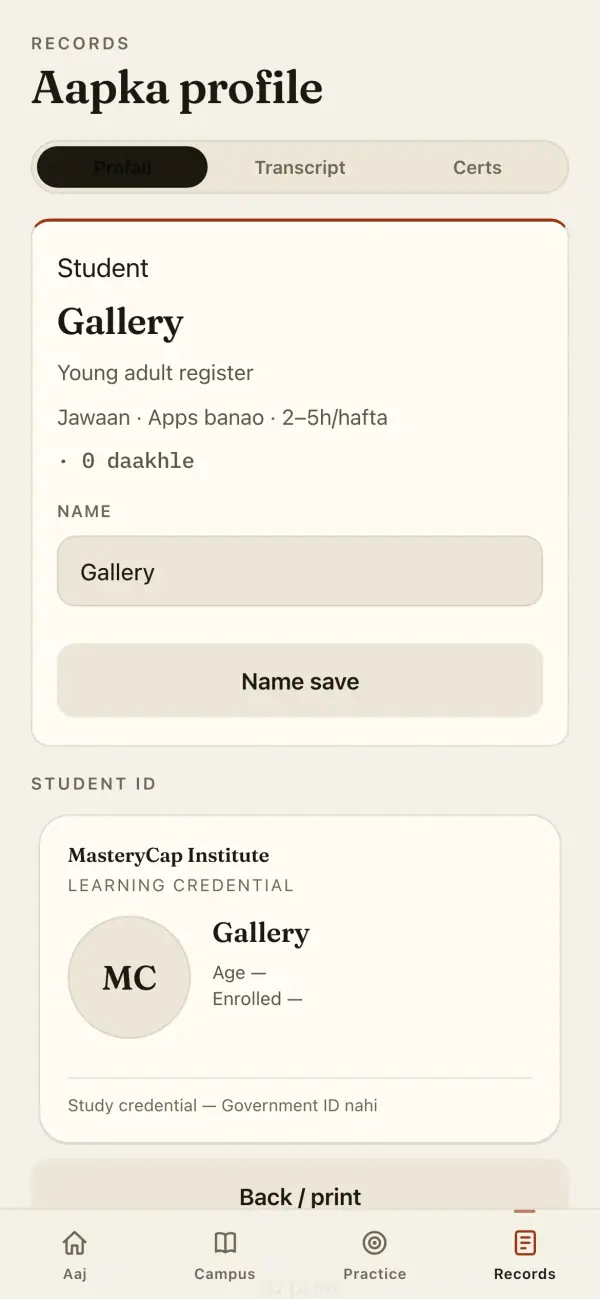 RECORDS
Aapka profile
Profail
Transcript
Certs
Student
Gallery
Young adult register
Jawaan · Apps banao · 2–5h/hafta
· 0 daakhle
NAME
Gallery
Name save
STUDENT ID
MasteryCap Institute
LEARNING CREDENTIAL
MC
Gallery
Age —
Enrolled —
Study credential — Government ID nahi
Back / print
Aaj
Campus
Practice
Records